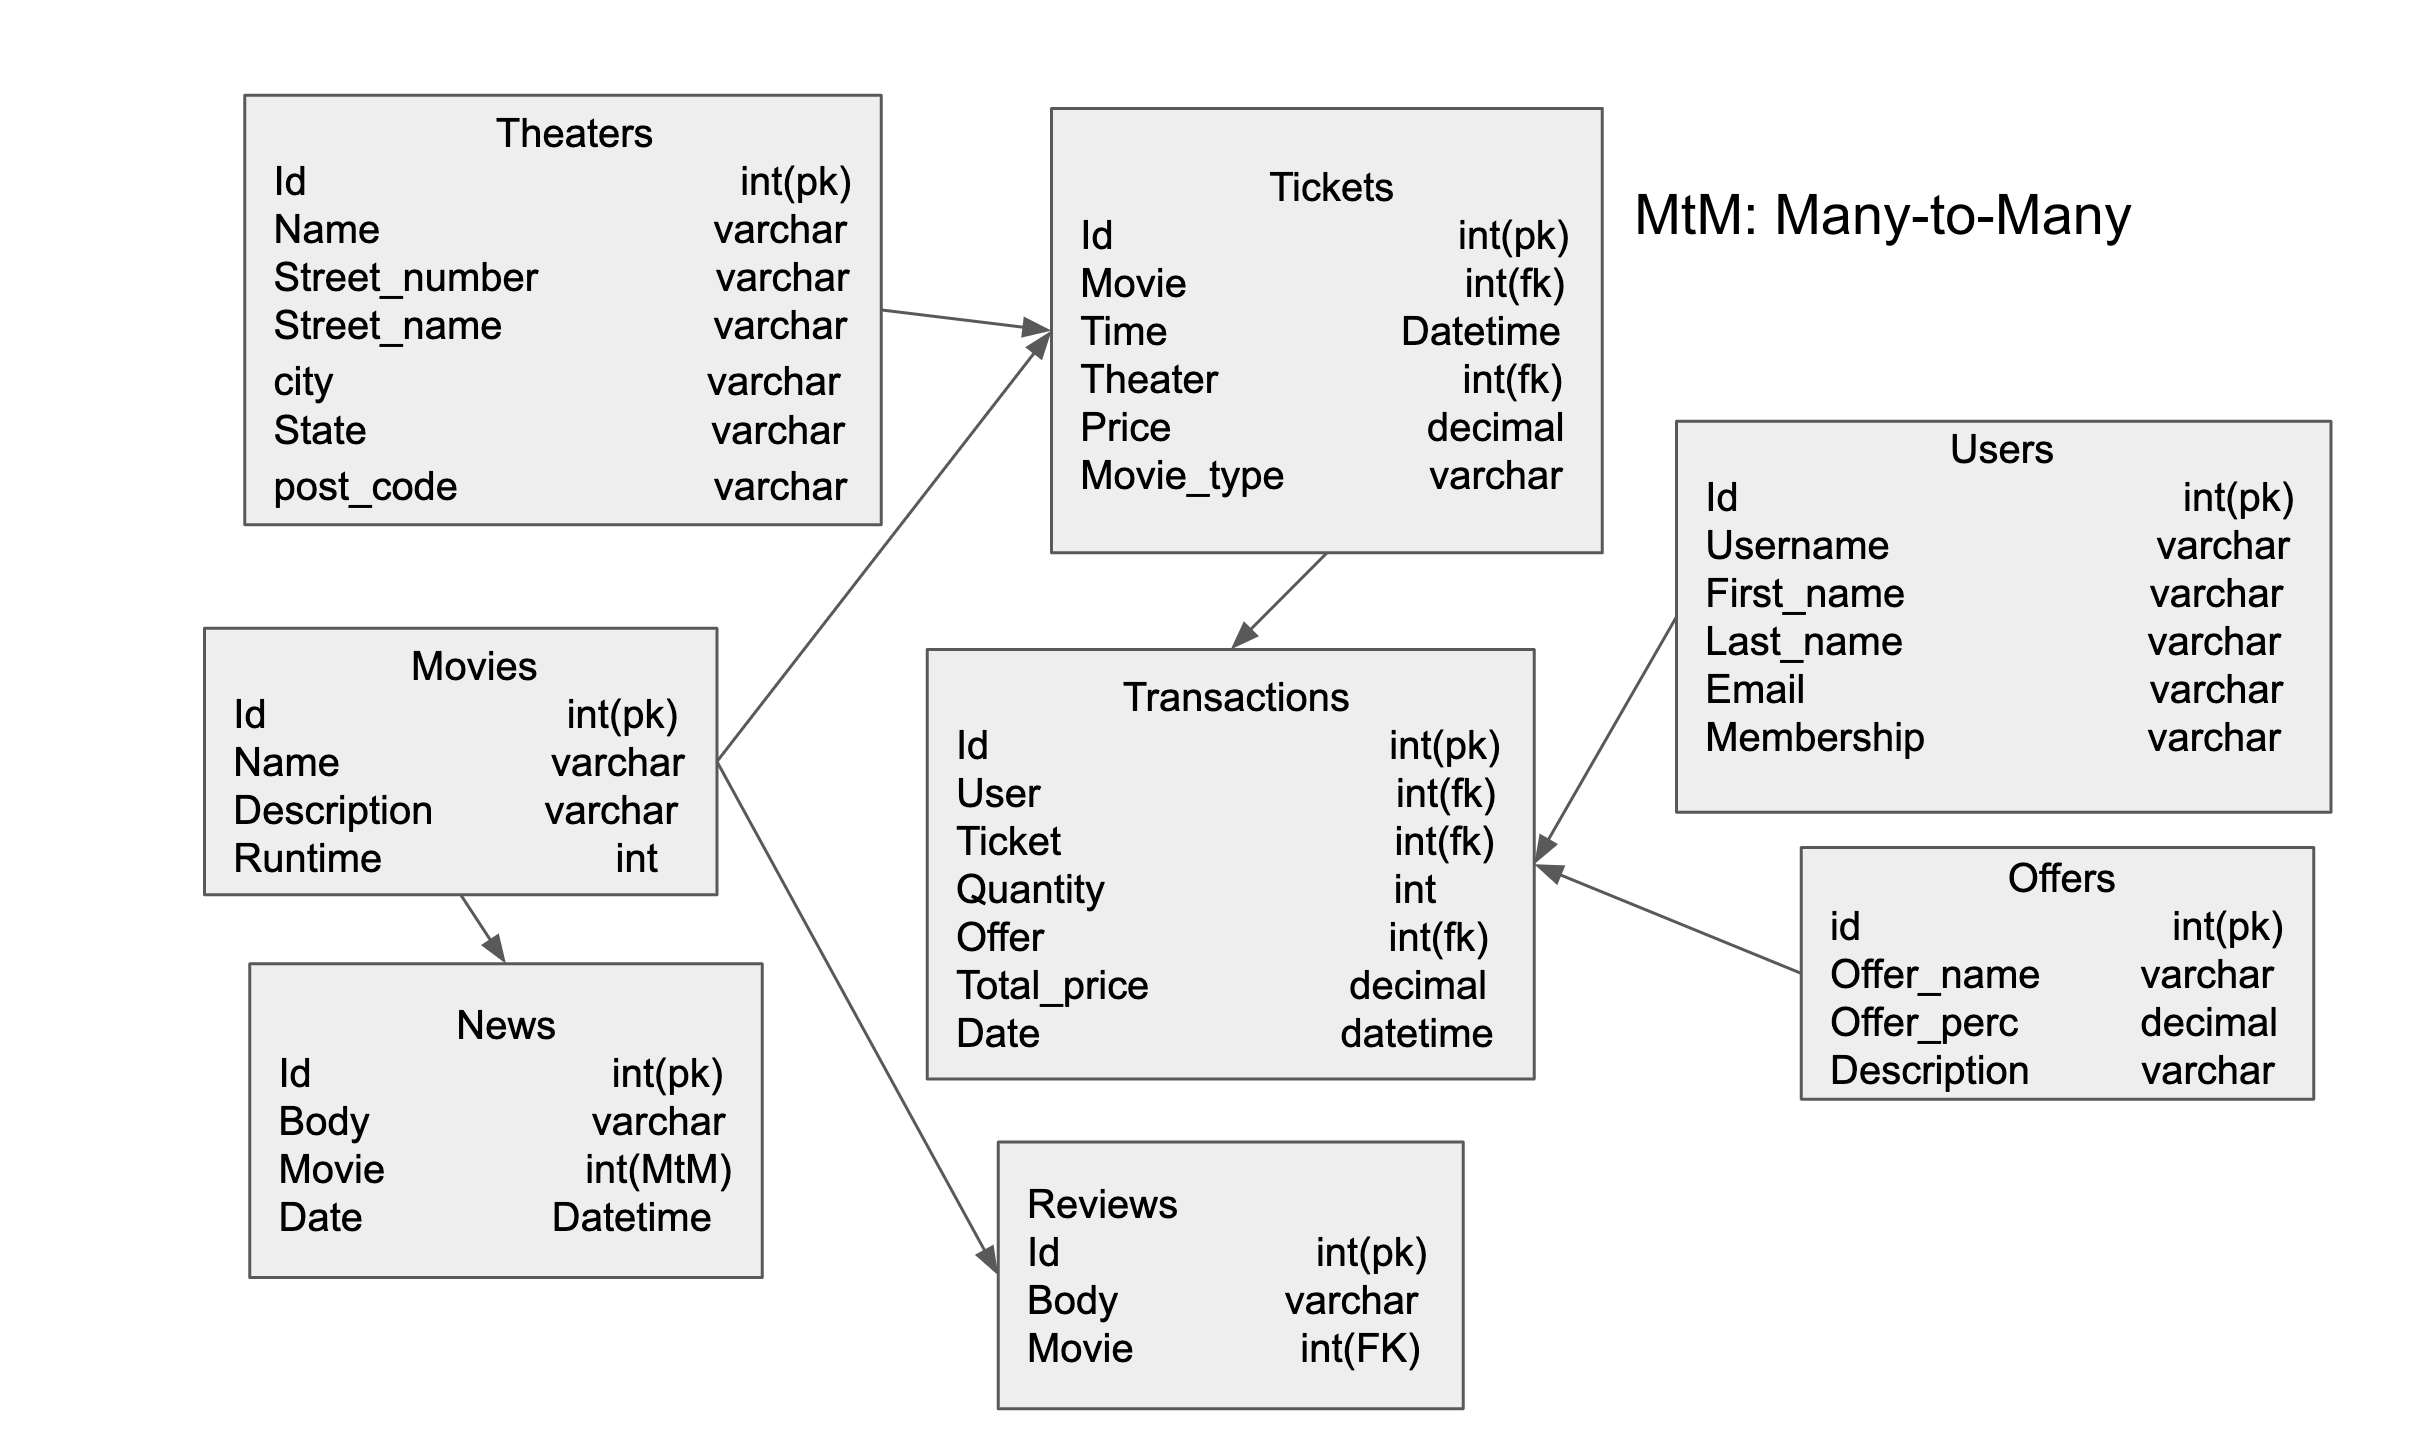 Theaters
Id int(pk)
Name varchar
Street_number varchar
Street_name varchar
city varchar
State varchar
post_code varchar
Tickets
Id int(pk)
Movie int(fk)
Time Datetime
Theater int(fk)
Price decimal
Movie_type varchar
MtM: Many-to-Many
Users
Id int(pk)
Username varchar
First_name varchar
Last_name varchar
Email varchar
Membership varchar
Movies
Id int(pk)
Name varchar
Description varchar
Runtime int
Transactions
Id int(pk)
User int(fk)
Ticket int(fk)
Quantity int
Offer int(fk)
Total_price decimal
Date datetime
Offers
id int(pk)
Offer_name varchar
Offer_perc decimal
Description varchar
News
Id int(pk)
Body varchar
Movie int(MtM)
Date Datetime
Reviews
Id int(pk)
Body varchar
Movie int(FK)